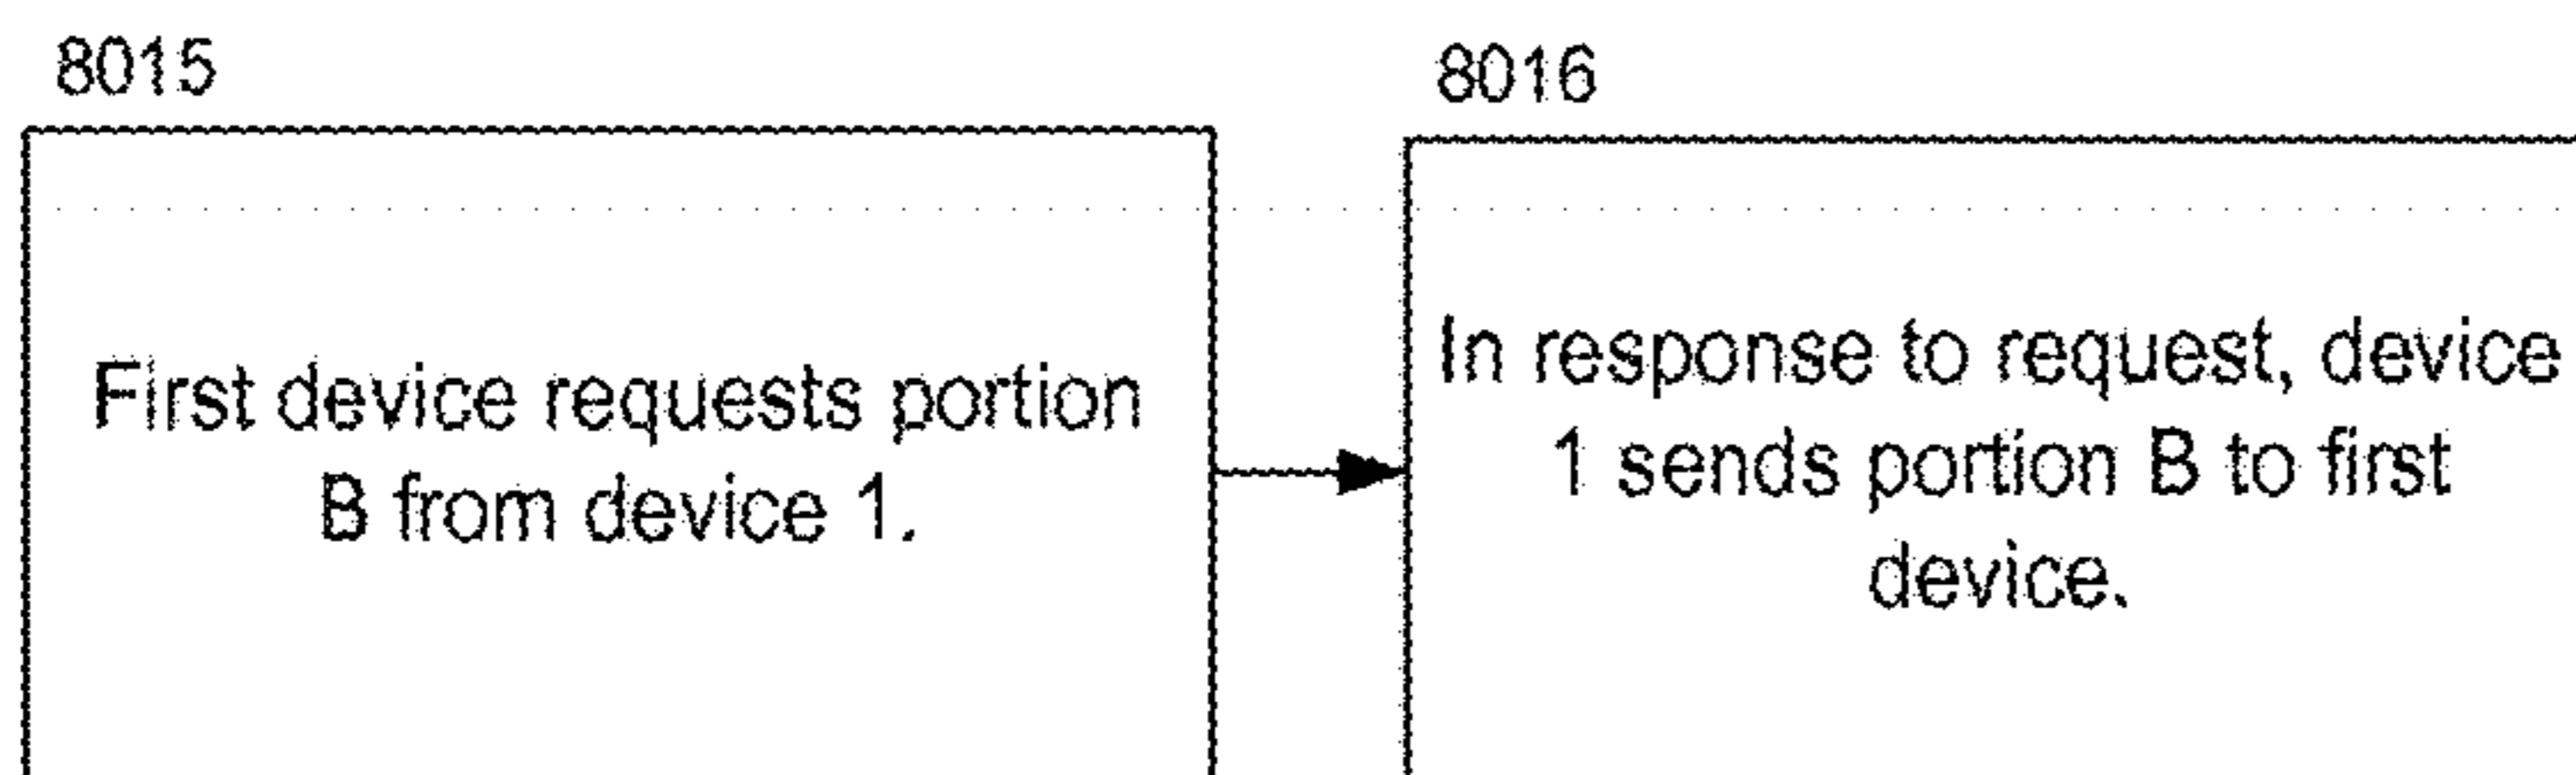 8015
First device requests portion
B from device 1.
8016
In response to request, device
1 sends portion B to first
device.